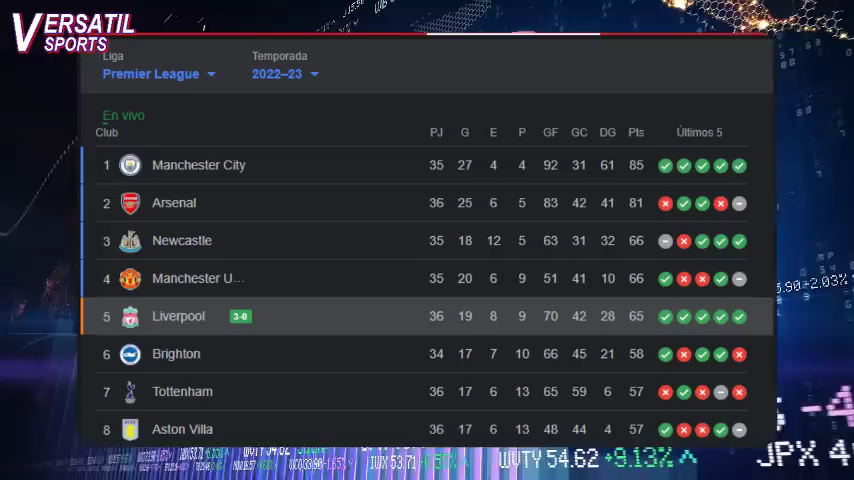 VERSATIL
SPORTS
Liga Temporada
Premier League 2022–23
En vivo
Club PJ G E P GF GC DG Pts Últimos 5
1 Manchester City 35 27 4 4 92 31 61 85
2 Arsenal 36 25 6 5 83 42 41 81
3 Newcastle 35 18 12 5 63 31 32 66
4 Manchester U... 35 20 6 9 51 41 10 66
5 Liverpool 3-0 36 19 8 9 70 42 28 65
6 Brighton 34 17 7 10 66 45 21 58
7 Tottenham 36 17 6 13 65 59 6 57
8 Aston Villa 36 17 6 13 48 44 4 57
-2.03%
WVTY 54.62 +9.13% JPX